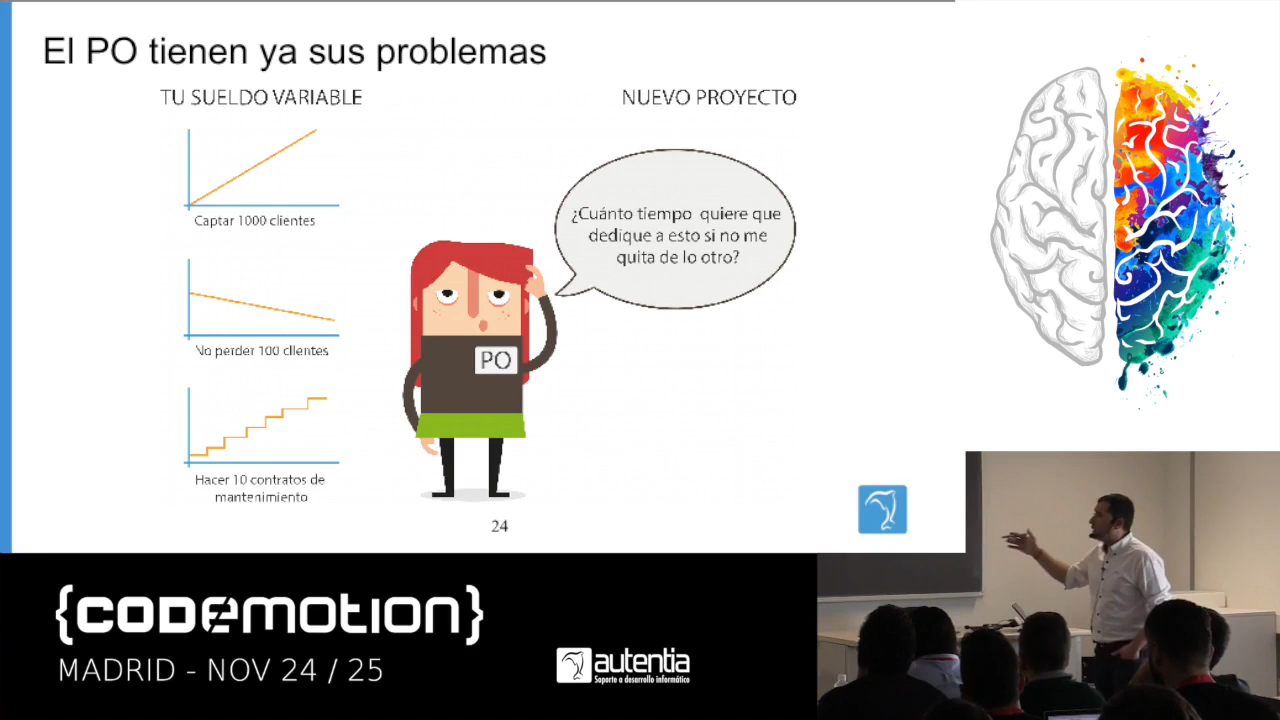 El PO tienen ya sus problemas
TU SUELDO VARIABLE
NUEVO PROYECTO
Captar 1000 clientes
No perder 100 clientes
Hacer 10 contratos de
mantenimiento
¿Cuánto tiempo quiere que
dedique a esto si no me
quita de lo otro?
PO
24
{CODEMOTION}
MADRID - NOV 24 / 25
autentia
Soporte a desarrollo informático